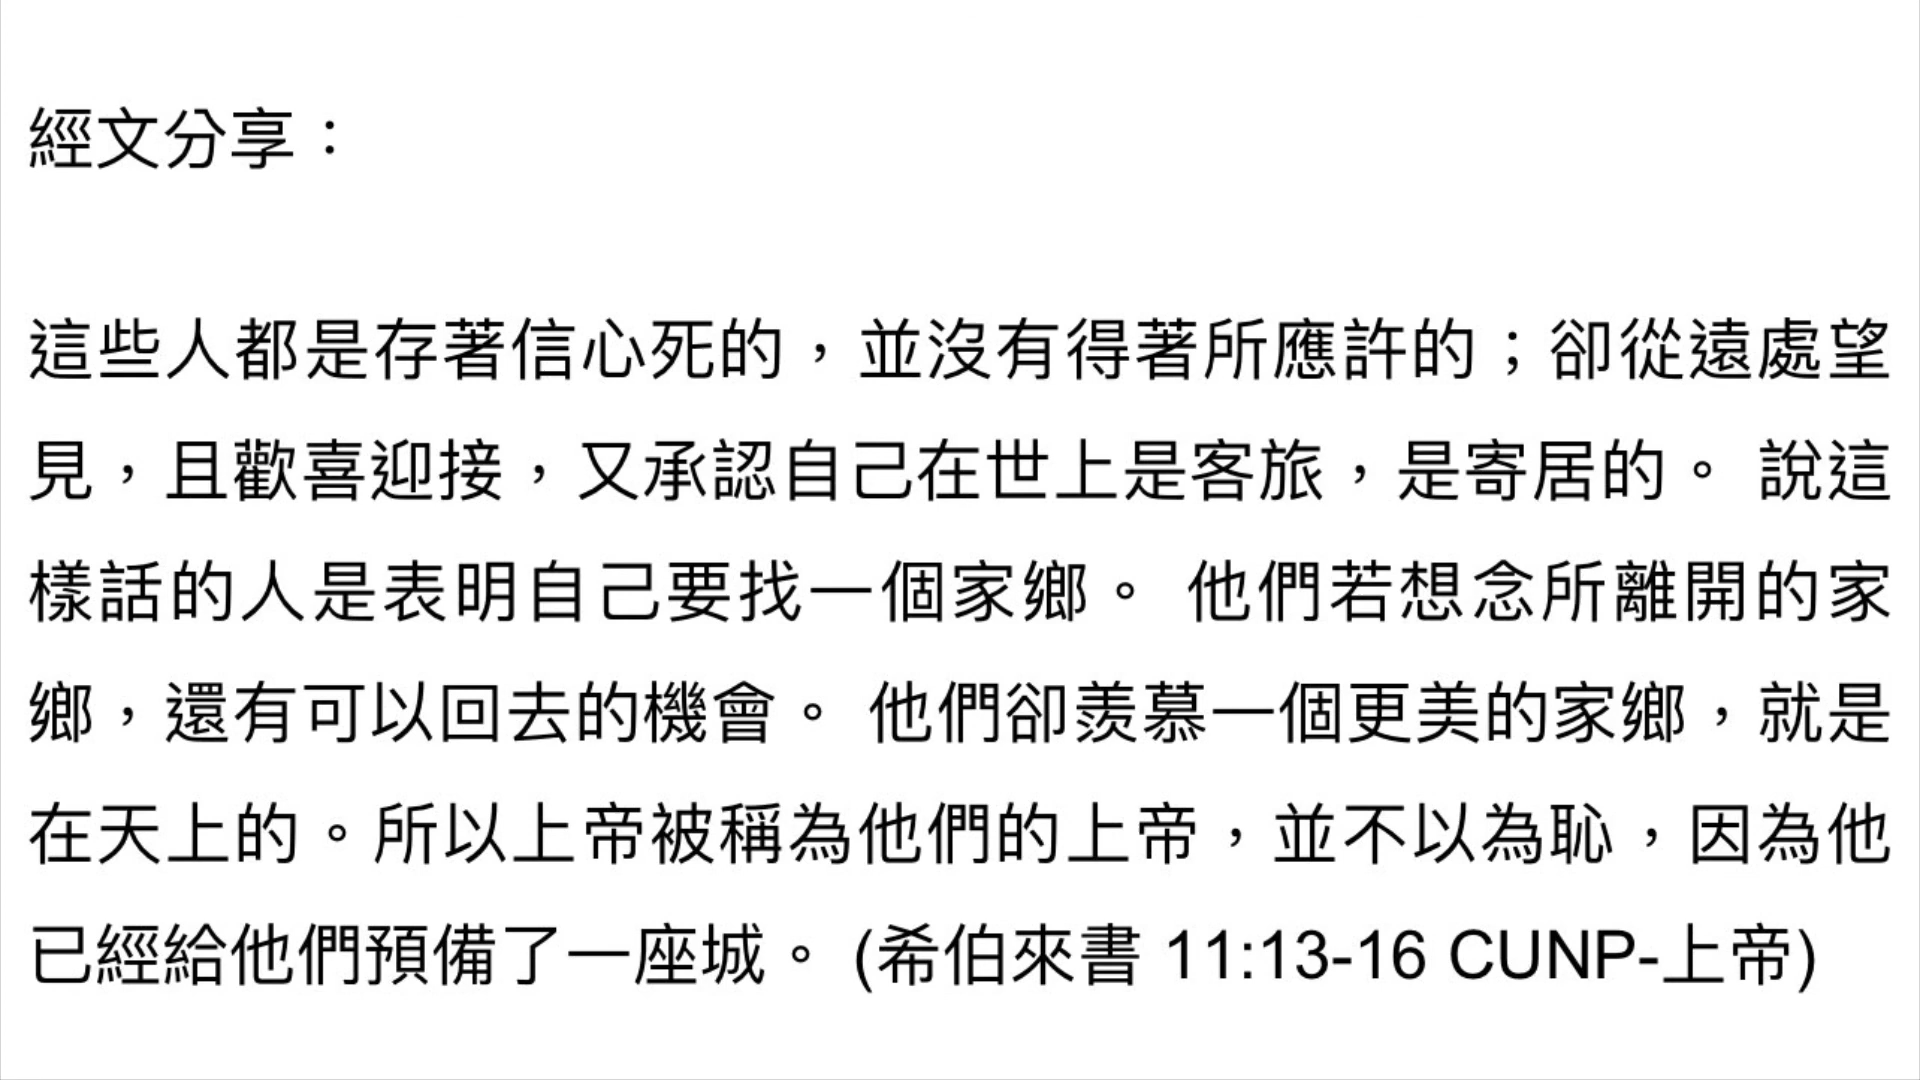 經文分享：
這些人都是存著信心死的，並沒有得著所應許的；卻從遠處望
見，且歡喜迎接，又承認自己在世上是客旅，是寄居的。 說這
樣話的人是表明自己要找一個家鄉。 他們若想念所離開的家
鄉，還有可以回去的機會。 他們卻羨慕一個更美的家鄉，就是
在天上的。所以上帝被稱為他們的上帝，並不以為恥，因為他
已經給他們預備了一座城。 (希伯來書 11:13-16 CUNP-上帝)